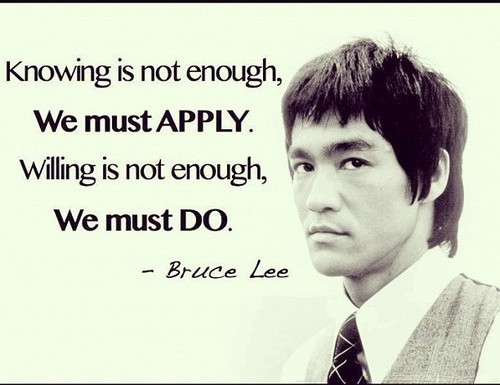 Knowing is not enough,
We must APPLY.
Willing is not enough,
We must DO.
- Bruce Lee